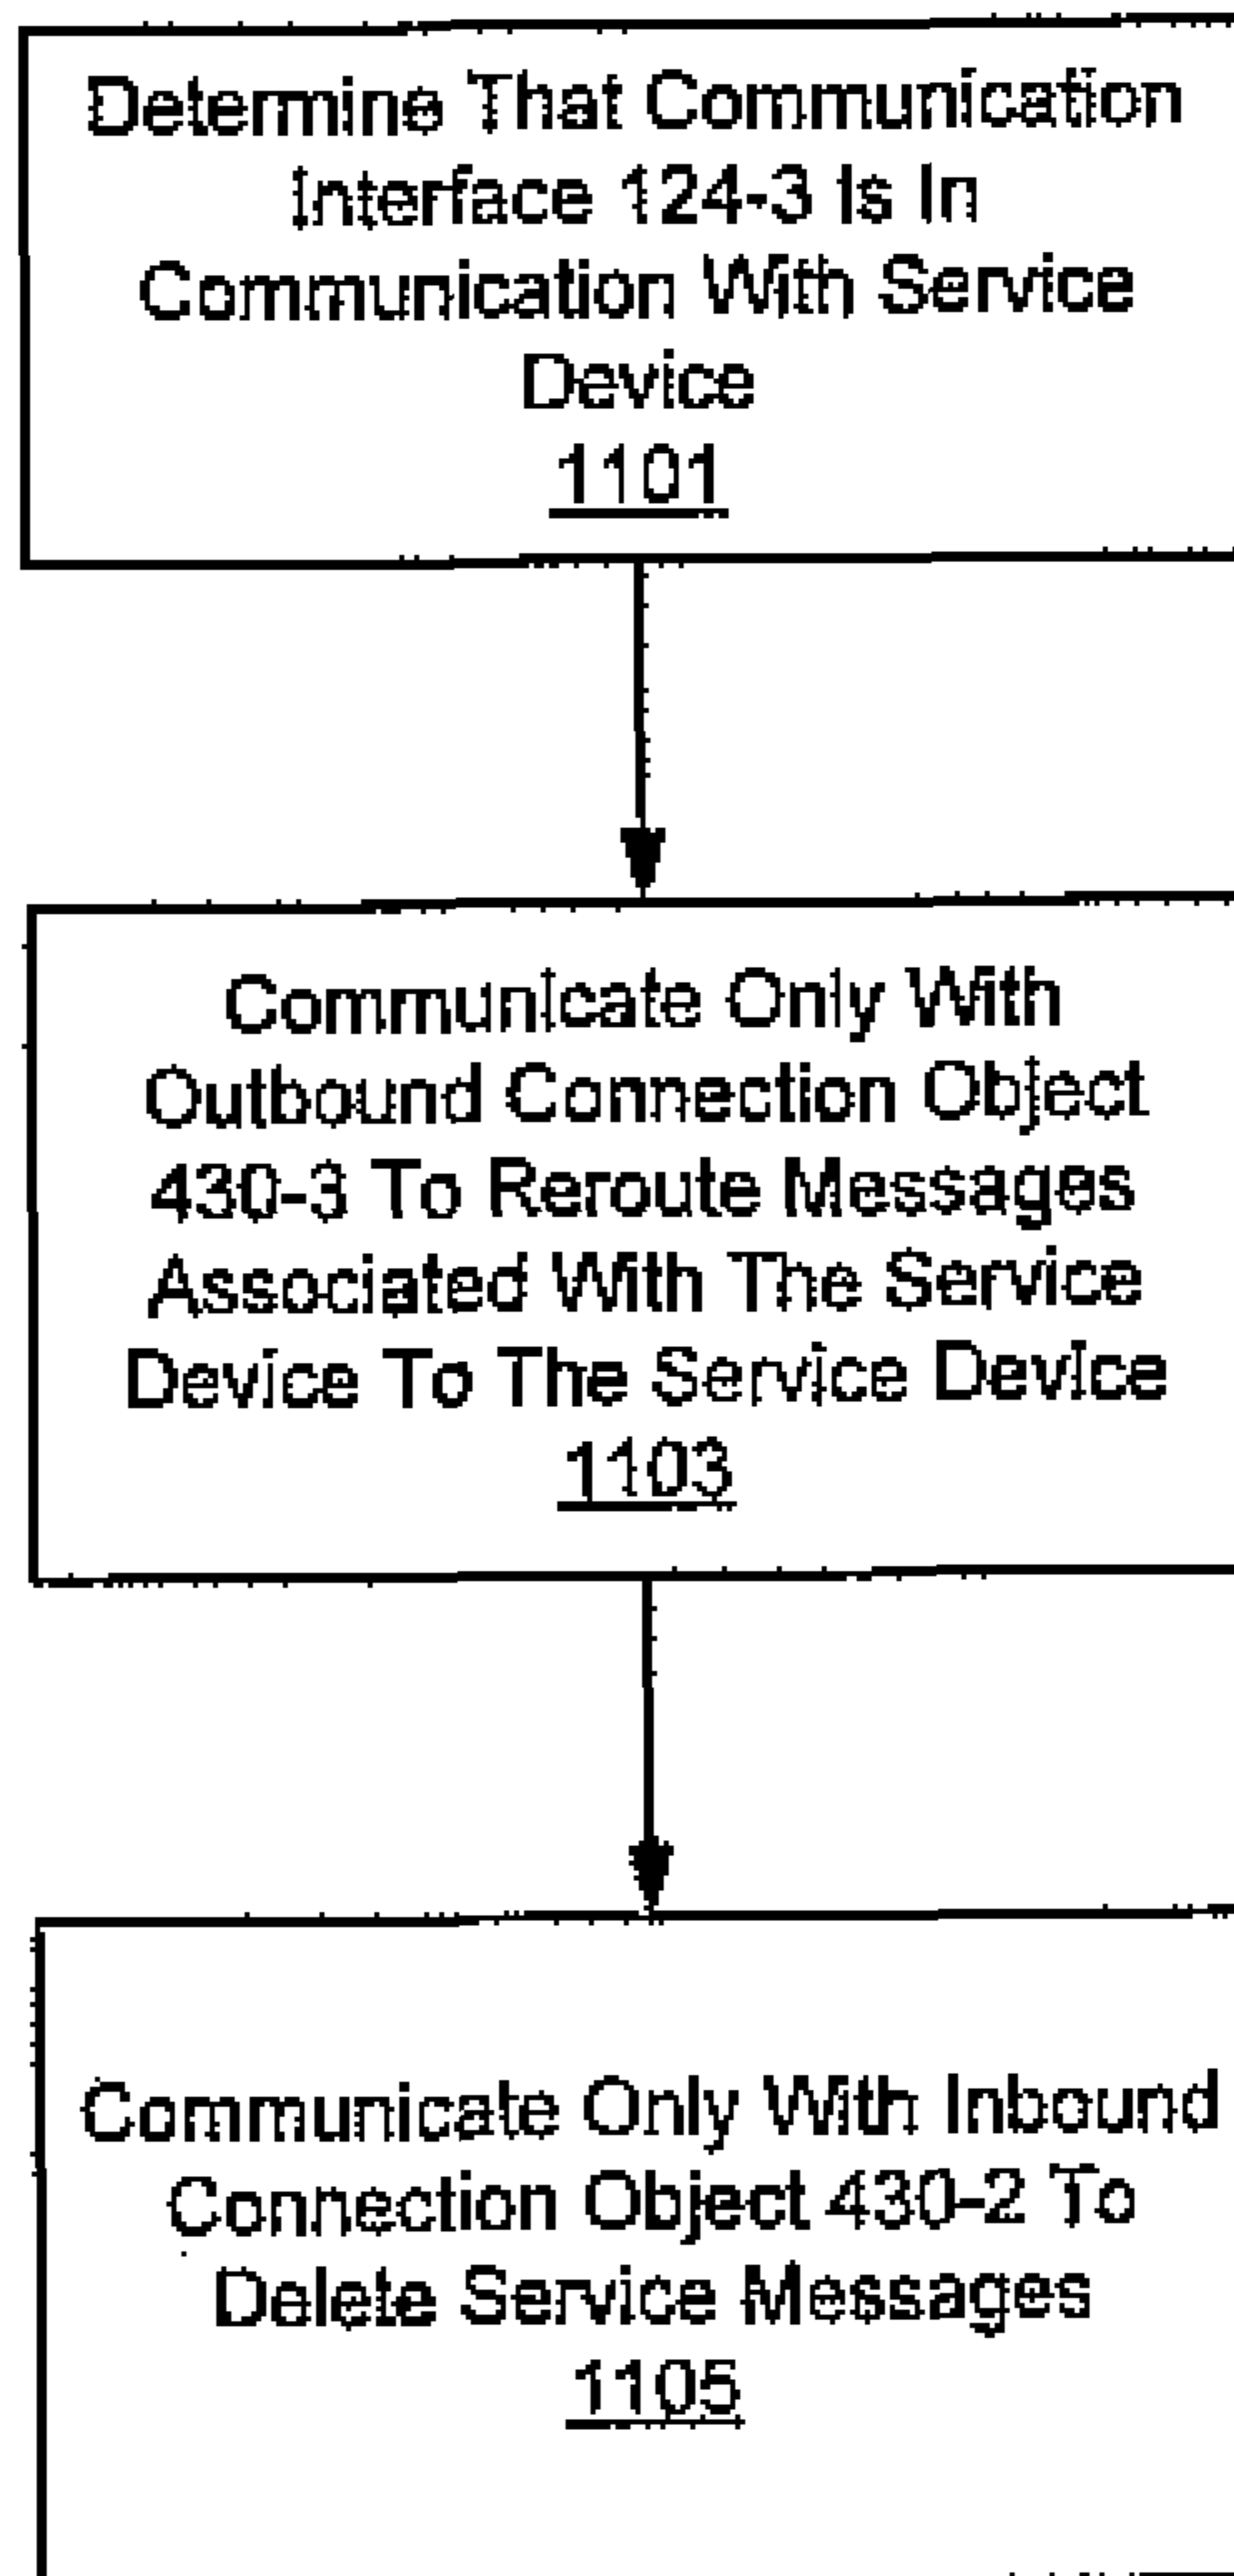 Determine That Communication
Interface 124-3 Is In
Communication With Service
Device
1101
Communicate Only With
Outbound Connection Object
430-3 To Reroute Messages
Associated With The Service
Device To The Service Device
1103
Communicate Only With Inbound
Connection Object 430-2 To
Delete Service Messages
1105